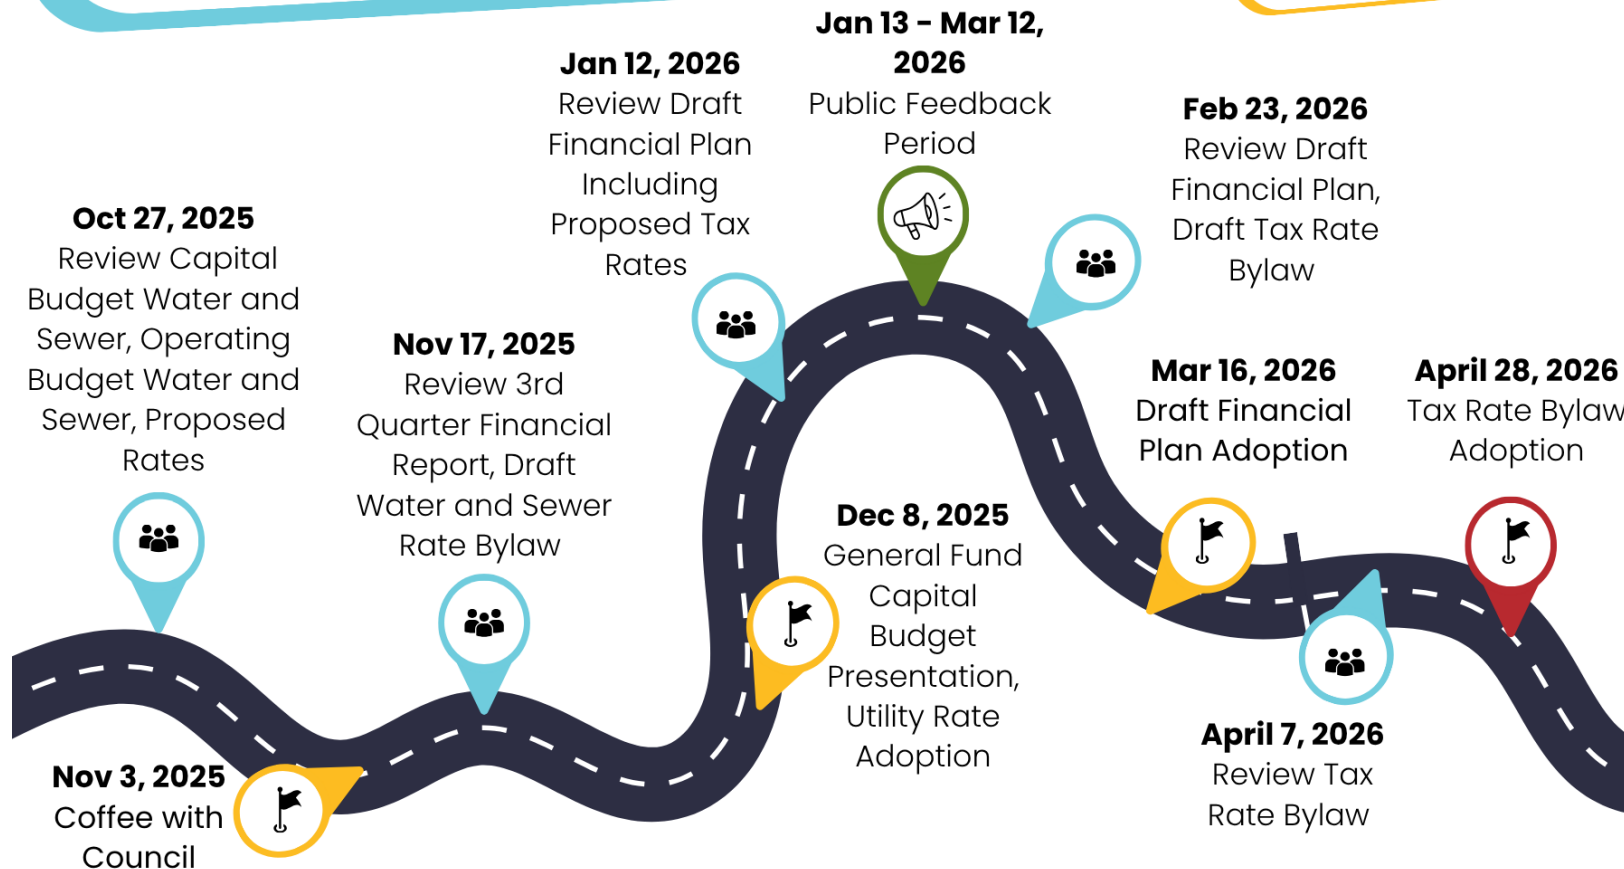 Oct 27, 2025
Review Capital
Budget Water and
Sewer, Operating
Budget Water and
Sewer, Proposed
Rates
Nov 3, 2025
Coffee with
Council
Nov 17, 2025
Review 3rd
Quarter Financial
Report, Draft
Water and Sewer
Rate Bylaw
Dec 8, 2025
General Fund
Capital
Budget
Presentation,
Utility Rate
Adoption
Jan 12, 2026
Review Draft
Financial Plan
Including
Proposed Tax
Rates
Jan 13 - Mar 12,
2026
Public Feedback
Period
Feb 23, 2026
Review Draft
Financial Plan,
Draft Tax Rate
Bylaw
Mar 16, 2026
Draft Financial
Plan Adoption
April 7, 2026
Review Tax
Rate Bylaw
April 28, 2026
Tax Rate Bylaw
Adoption